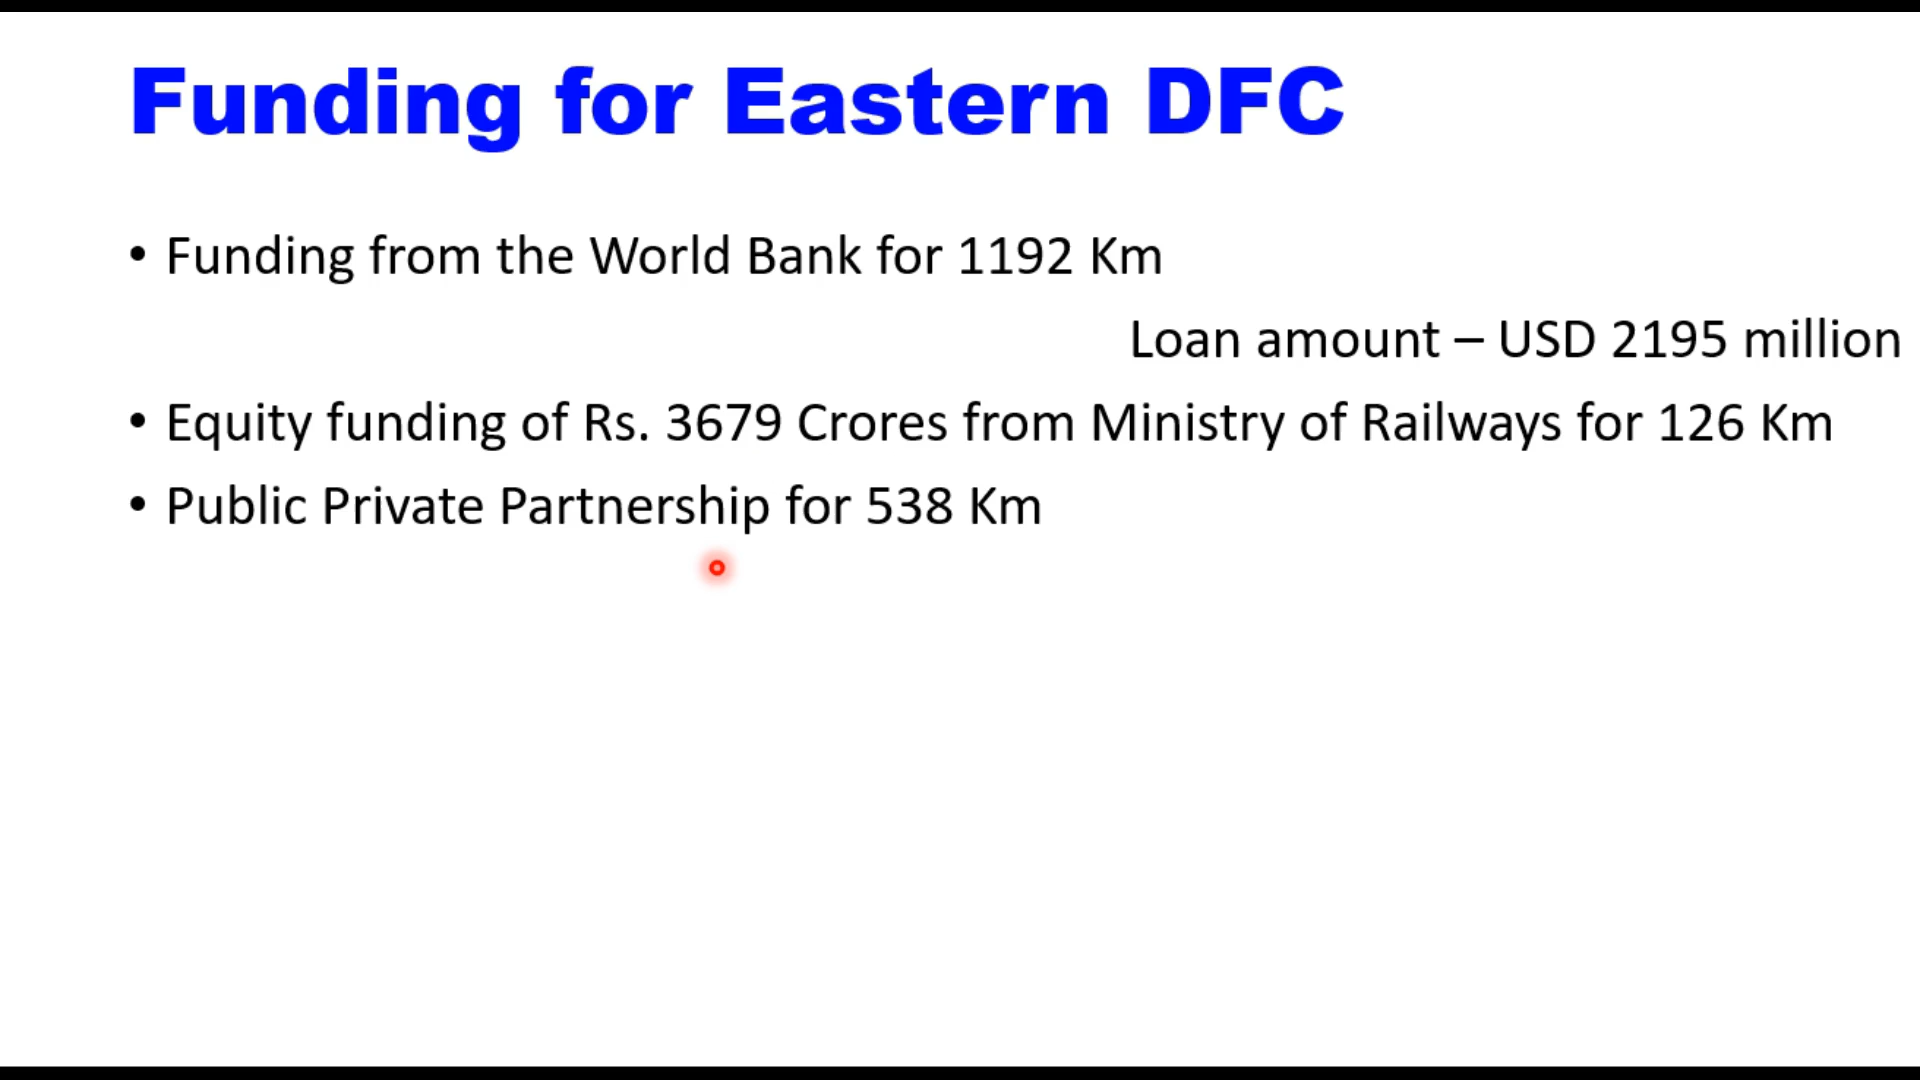 Funding for Eastern DFC
• Funding from the World Bank for 1192 Km
Loan amount – USD 2195 million
• Equity funding of Rs. 3679 Crores from Ministry of Railways for 126 Km
• Public Private Partnership for 538 Km